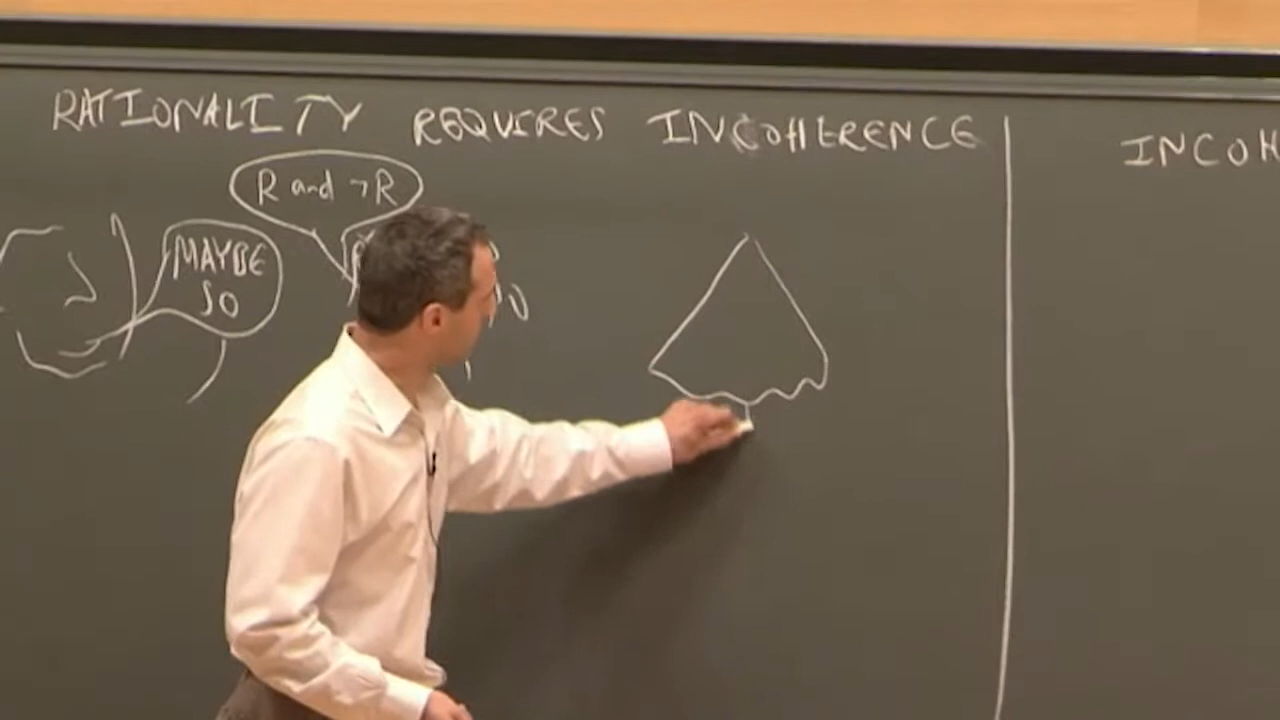 RATIONALITY REQUIRES INCOHERENCE
INCOH
R and ¬R
MAYBE
SO